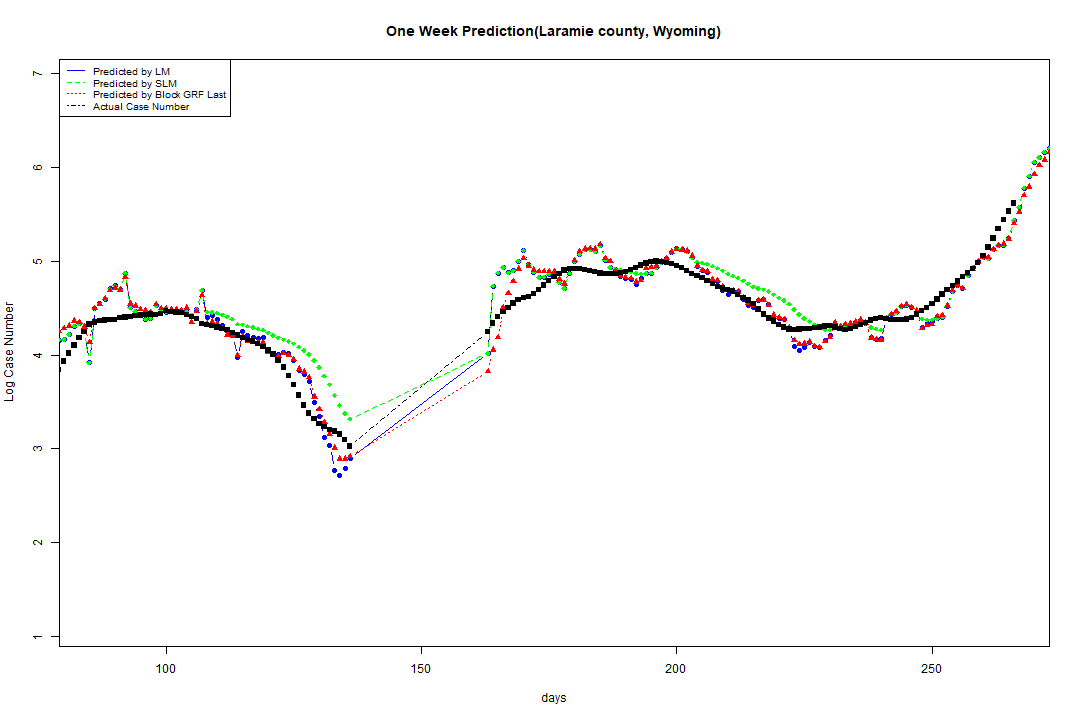 One Week Prediction(Laramie county, Wyoming)
Predicted by LM
Predicted by SLM
Predicted by Block GRF Last
Actual Case Number
7
6
5
4
3
2
1
Log Case Number
100 150 200 250
days